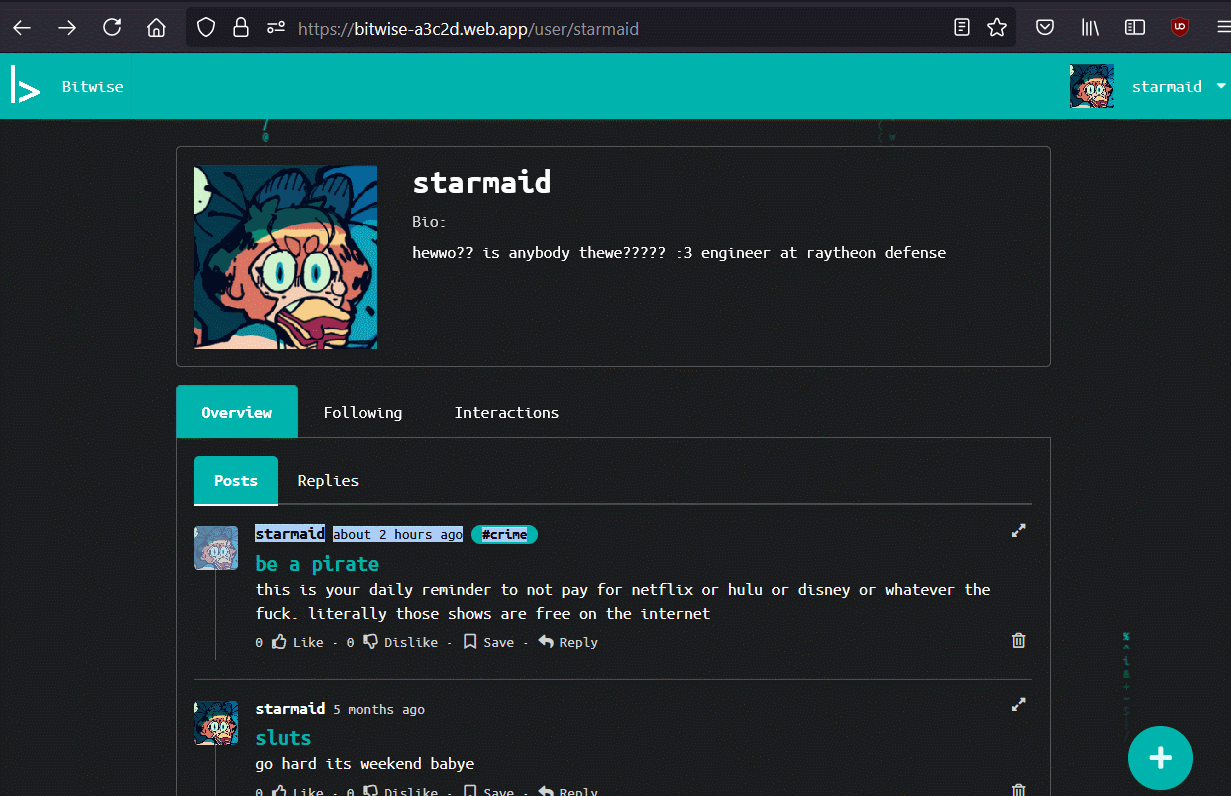 https://bitwise-a3c2d.web.app/user/starmaid
Bitwise
starmaid
starmaid
Bio:
hewwo?? is anybody thewe????? :3 engineer at raytheon defense
Overview Following Interactions
Posts Replies
starmaid about 2 hours ago #crime
be a pirate
this is your daily reminder to not pay for netflix or hulu or disney or whatever the
fuck. literally those shows are free on the internet
0 Like · 0 Dislike · Save · Reply
starmaid 5 months ago
sluts
go hard its weekend babye
0 Like · 0 Dislike · Save · Reply